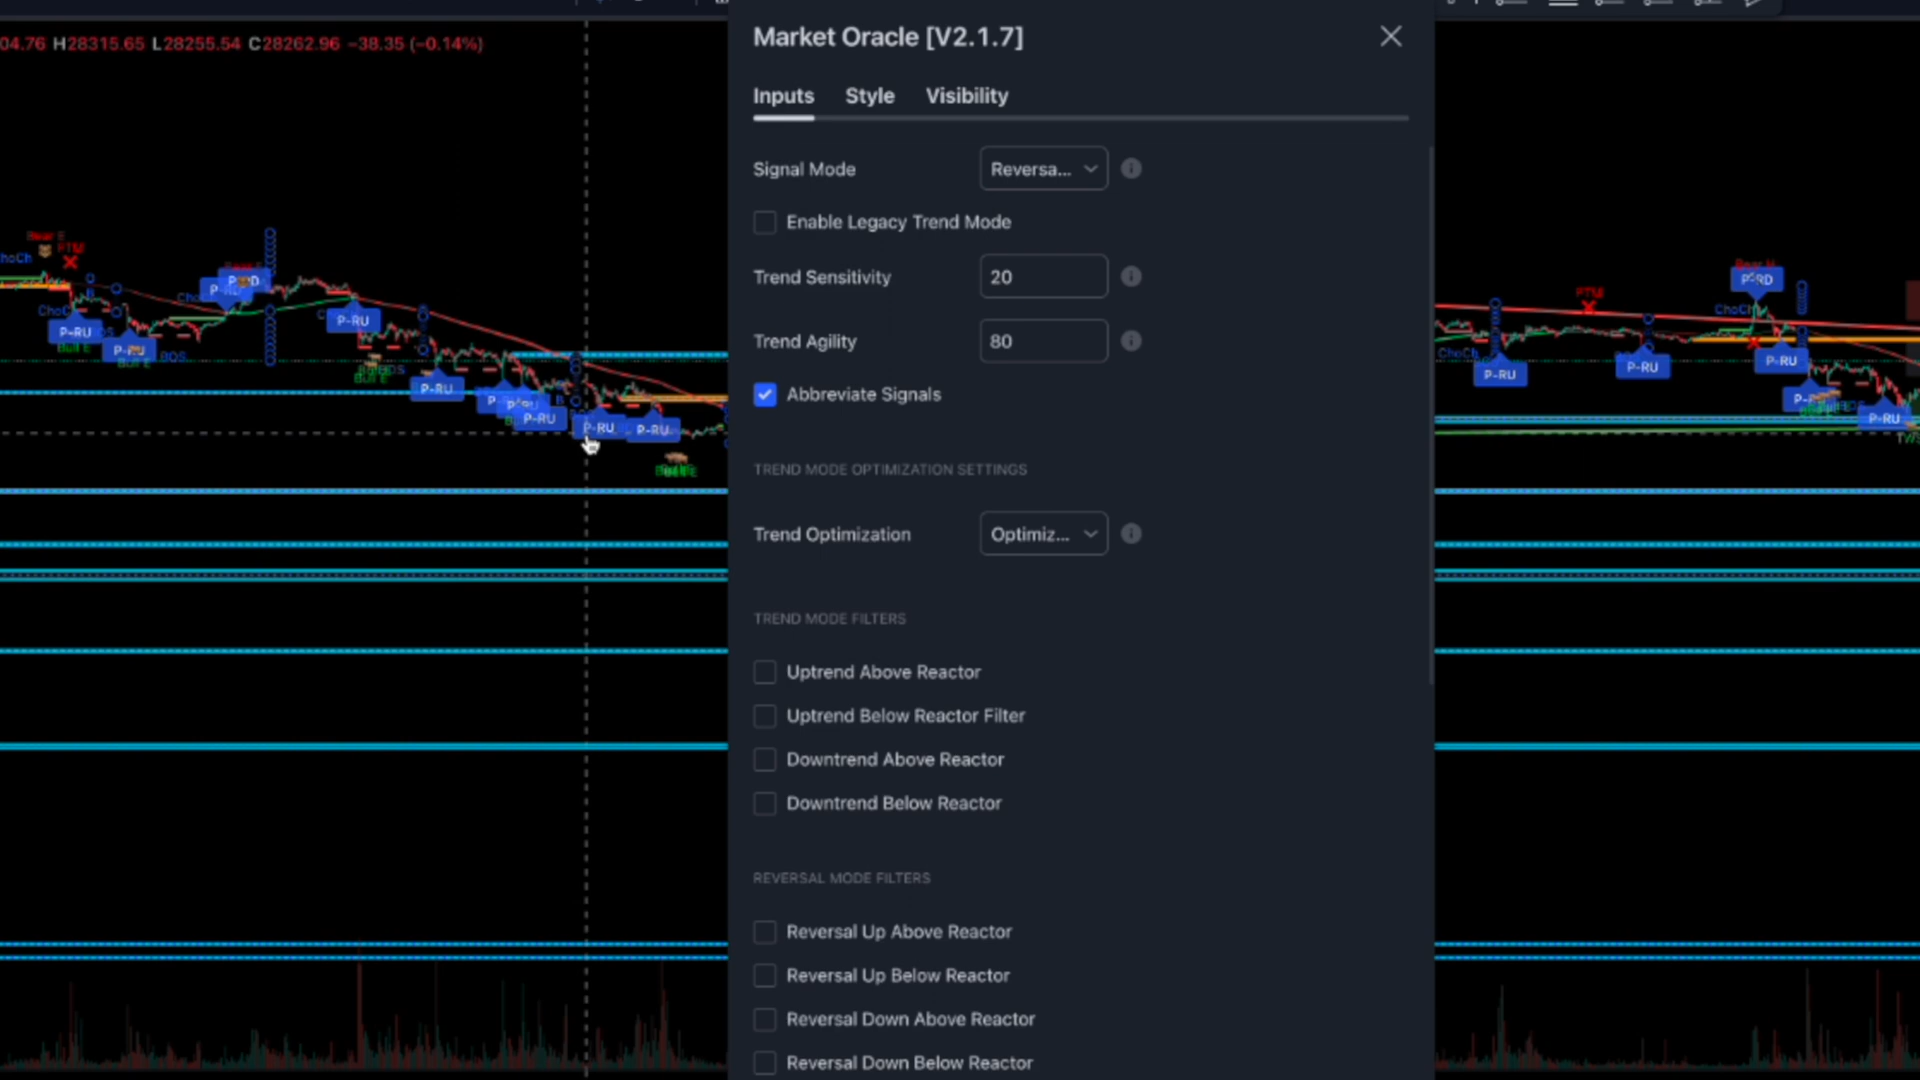 04.76 H28315.65 L28255.54 C28262.96 −38.35 (−0.14%)
Market Oracle [V2.1.7]
Inputs Style Visibility
Signal Mode Reversa...
Enable Legacy Trend Mode
Trend Sensitivity 20
Trend Agility 80
Abbreviate Signals
TREND MODE OPTIMIZATION SETTINGS
Trend Optimization Optimiz...
TREND MODE FILTERS
Uptrend Above Reactor
Uptrend Below Reactor Filter
Downtrend Above Reactor
Downtrend Below Reactor
REVERSAL MODE FILTERS
Reversal Up Above Reactor
Reversal Up Below Reactor
Reversal Down Above Reactor
Reversal Down Below Reactor
P-RU
P-RU
P-RU
P-RU
P-RU
P-RU
BOS
P-RD
ChoCh
P-RU
P-RU
P-RU
P-RU